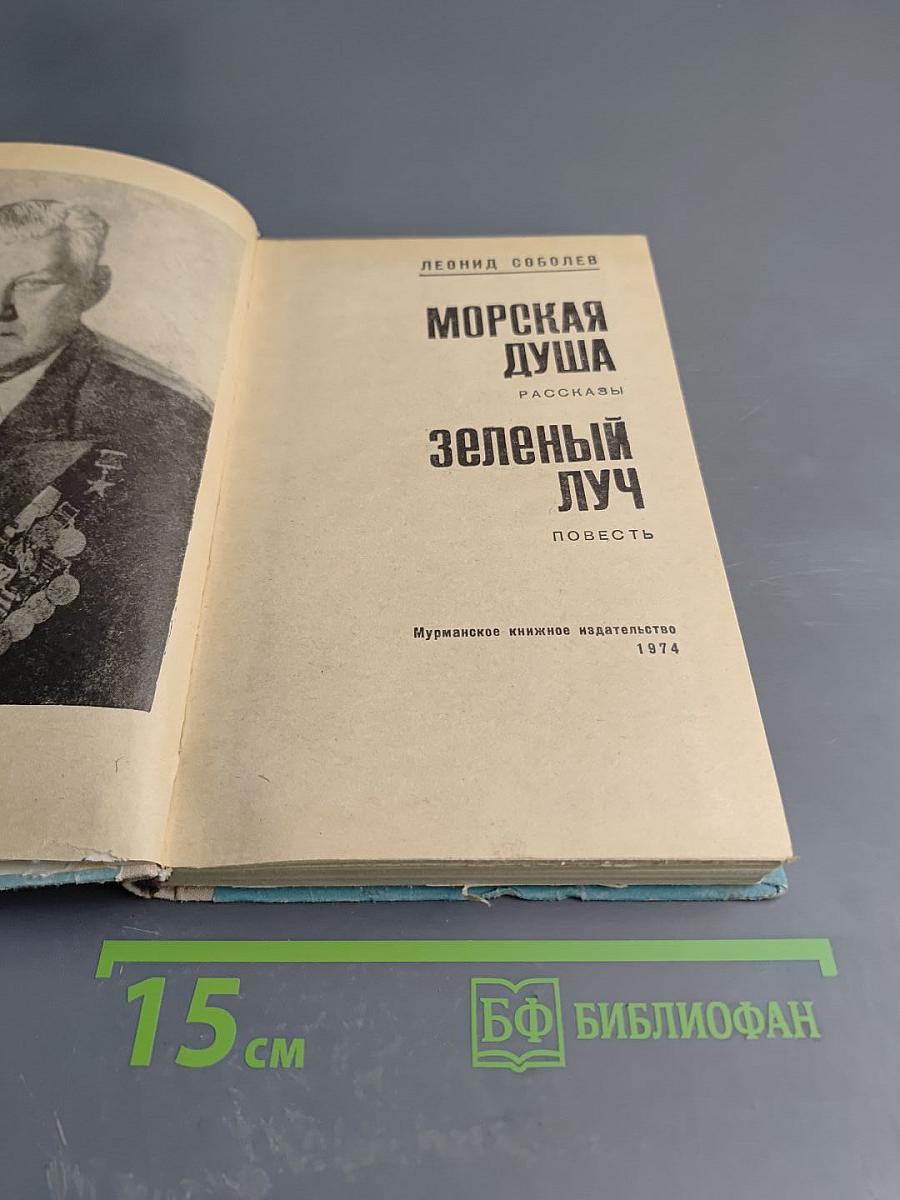 ЛЕОНИД СОБОЛЕВ
МОРСКАЯ
ДУША
РАССКАЗЫ
ЗЕЛЕНЫЙ
ЛУЧ
ПОВЕСТЬ
Мурманское книжное издательство
1974
15 см
БФ БИБЛИОФАН